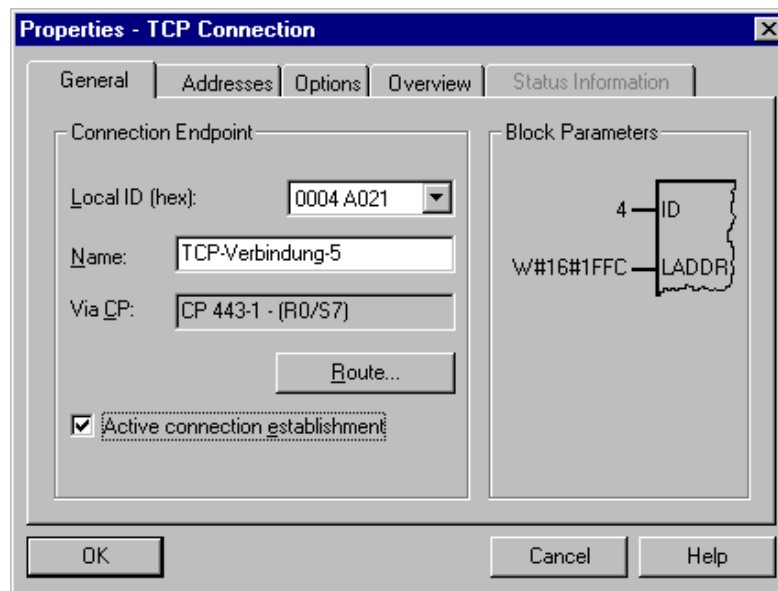 Properties - TCP Connection
General Addresses Options Overview Status Information
Connection Endpoint
Local ID (hex): 0004 A021
Name: TCP-Verbindung-5
Via CP: CP 443-1 - (R0/S7)
Route...
Active connection establishment
Block Parameters
4 ID
W#16#1FFC LADDR
OK Cancel Help